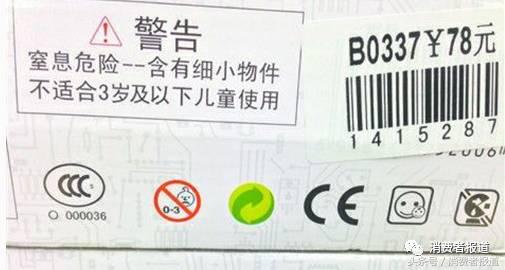 警告
窒息危险--含有细小物件
不适合3岁及以下儿童使用
B0337¥78元
1415287
CCC
O 000036
0-3
CE
消费者报道
头条号 / 消费者报道